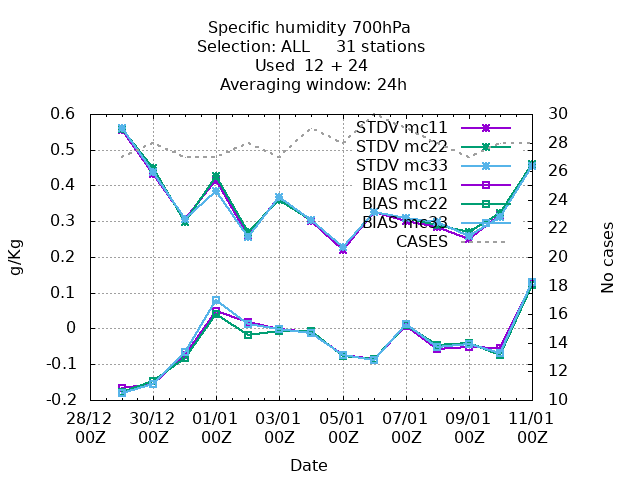 Specific humidity 700hPa
Selection: ALL 31 stations
Used 12 + 24
Averaging window: 24h
0.6
0.5
0.4
0.3
0.2
0.1
0
-0.1
-0.2
g/Kg
STDV mc11
STDV mc22
STDV mc33
BIAS mc11
BIAS mc22
BIAS mc33
CASES
30
28
26
24
22
20
18
16
14
12
10
No cases
28/12 30/12 01/01 03/01 05/01 07/01 09/01 11/01
00Z 00Z 00Z 00Z 00Z 00Z 00Z 00Z
Date